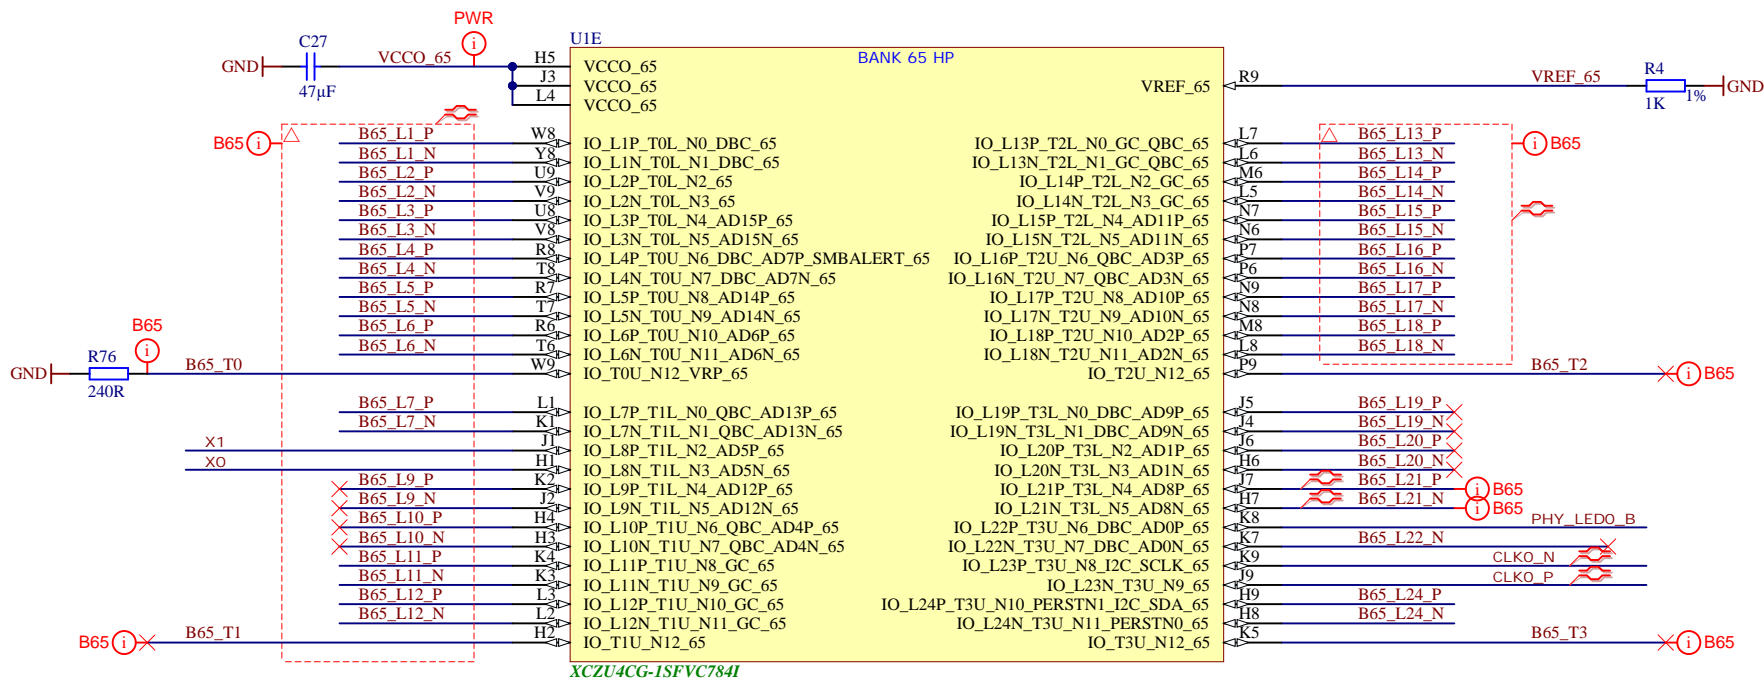 PWR
C27
U1E
GND VCCO_65 H5 VCCO_65 BANK 65 HP
47µF
J3 VCCO_65 VREF_65 R9 VREF_65 R4 GND
L4 VCCO_65 1K 1%
B65 i B65_L1_P W8 IO_L1P_T0L_N0_DBC_65 IO_L13P_T2L_N0_GC_QBC_65 L7 B65_L13_P i B65
B65_L1_N Y8 IO_L1N_T0L_N1_DBC_65 IO_L13N_T2L_N1_GC_QBC_65 L6 B65_L13_N
B65_L2_P U9 IO_L2P_T0L_N2_65 IO_L14P_T2L_N2_GC_65 M6 B65_L14_P
B65_L2_N V9 IO_L2N_T0L_N3_65 IO_L14N_T2L_N3_GC_65 L5 B65_L14_N
B65_L3_P U8 IO_L3P_T0L_N4_AD15P_65 IO_L15P_T2L_N4_AD11P_65 N7 B65_L15_P
B65_L3_N V8 IO_L3N_T0L_N5_AD15N_65 IO_L15N_T2L_N5_AD11N_65 N6 B65_L15_N
B65_L4_P R8 IO_L4P_T0U_N6_DBC_AD7P_SMBALERT_65 IO_L16P_T2U_N6_QBC_AD3P_65 P7 B65_L16_P
B65_L4_N T8 IO_L4N_T0U_N7_DBC_AD7N_65 IO_L16N_T2U_N7_QBC_AD3N_65 P6 B65_L16_N
B65_L5_P R7 IO_L5P_T0U_N8_AD14P_65 IO_L17P_T2U_N8_AD10P_65 N9 B65_L17_P
B65_L5_N T7 IO_L5N_T0U_N9_AD14N_65 IO_L17N_T2U_N9_AD10N_65 N8 B65_L17_N
B65 i B65_L6_P R6 IO_L6P_T0U_N10_AD6P_65 IO_L18P_T2U_N10_AD2P_65 M8 B65_L18_P
R76 B65_L6_N T6 IO_L6N_T0U_N11_AD6N_65 IO_L18N_T2U_N11_AD2N_65 L8 B65_L18_N
GND B65_T0 W9 IO_T0U_N12_VRP_65 IO_T2U_N12_65 P9 B65_T2 i B65
240R
B65_L7_P L1 IO_L7P_T1L_N0_QBC_AD13P_65 IO_L19P_T3L_N0_DBC_AD9P_65 J5 B65_L19_P
B65_L7_N K1 IO_L7N_T1L_N1_QBC_AD13N_65 IO_L19N_T3L_N1_DBC_AD9N_65 J4 B65_L19_N
X1 J1 IO_L8P_T1L_N2_AD5P_65 IO_L20P_T3L_N2_AD1P_65 J6 B65_L20_P
X0 H1 IO_L8N_T1L_N3_AD5N_65 IO_L20N_T3L_N3_AD1N_65 H6 B65_L20_N
B65_L9_P K2 IO_L9P_T1L_N4_AD12P_65 IO_L21P_T3L_N4_AD8P_65 J7 B65_L21_P i B65
B65_L9_N J2 IO_L9N_T1L_N5_AD12N_65 IO_L21N_T3L_N5_AD8N_65 H7 B65_L21_N i B65
B65_L10_P H4 IO_L10P_T1U_N6_QBC_AD4P_65 IO_L22P_T3U_N6_DBC_AD0P_65 K8 PHY_LED0_B
B65_L10_N H3 IO_L10N_T1U_N7_QBC_AD4N_65 IO_L22N_T3U_N7_DBC_AD0N_65 K7 B65_L22_N
B65_L11_P K4 IO_L11P_T1U_N8_GC_65 IO_L23P_T3U_N8_I2C_SCLK_65 K9 CLK0_N
B65_L11_N K3 IO_L11N_T1U_N9_GC_65 IO_L23N_T3U_N9_65 J9 CLK0_P
B65_L12_P L3 IO_L12P_T1U_N10_GC_65 IO_L24P_T3U_N10_PERSTN1_I2C_SDA_65 H9 B65_L24_P
B65_L12_N L2 IO_L12N_T1U_N11_GC_65 IO_L24N_T3U_N11_PERSTN0_65 H8 B65_L24_N
B65 i B65_T1 H2 IO_T1U_N12_65 IO_T3U_N12_65 K5 B65_T3 i B65
XCZU4CG-1SFVC784I